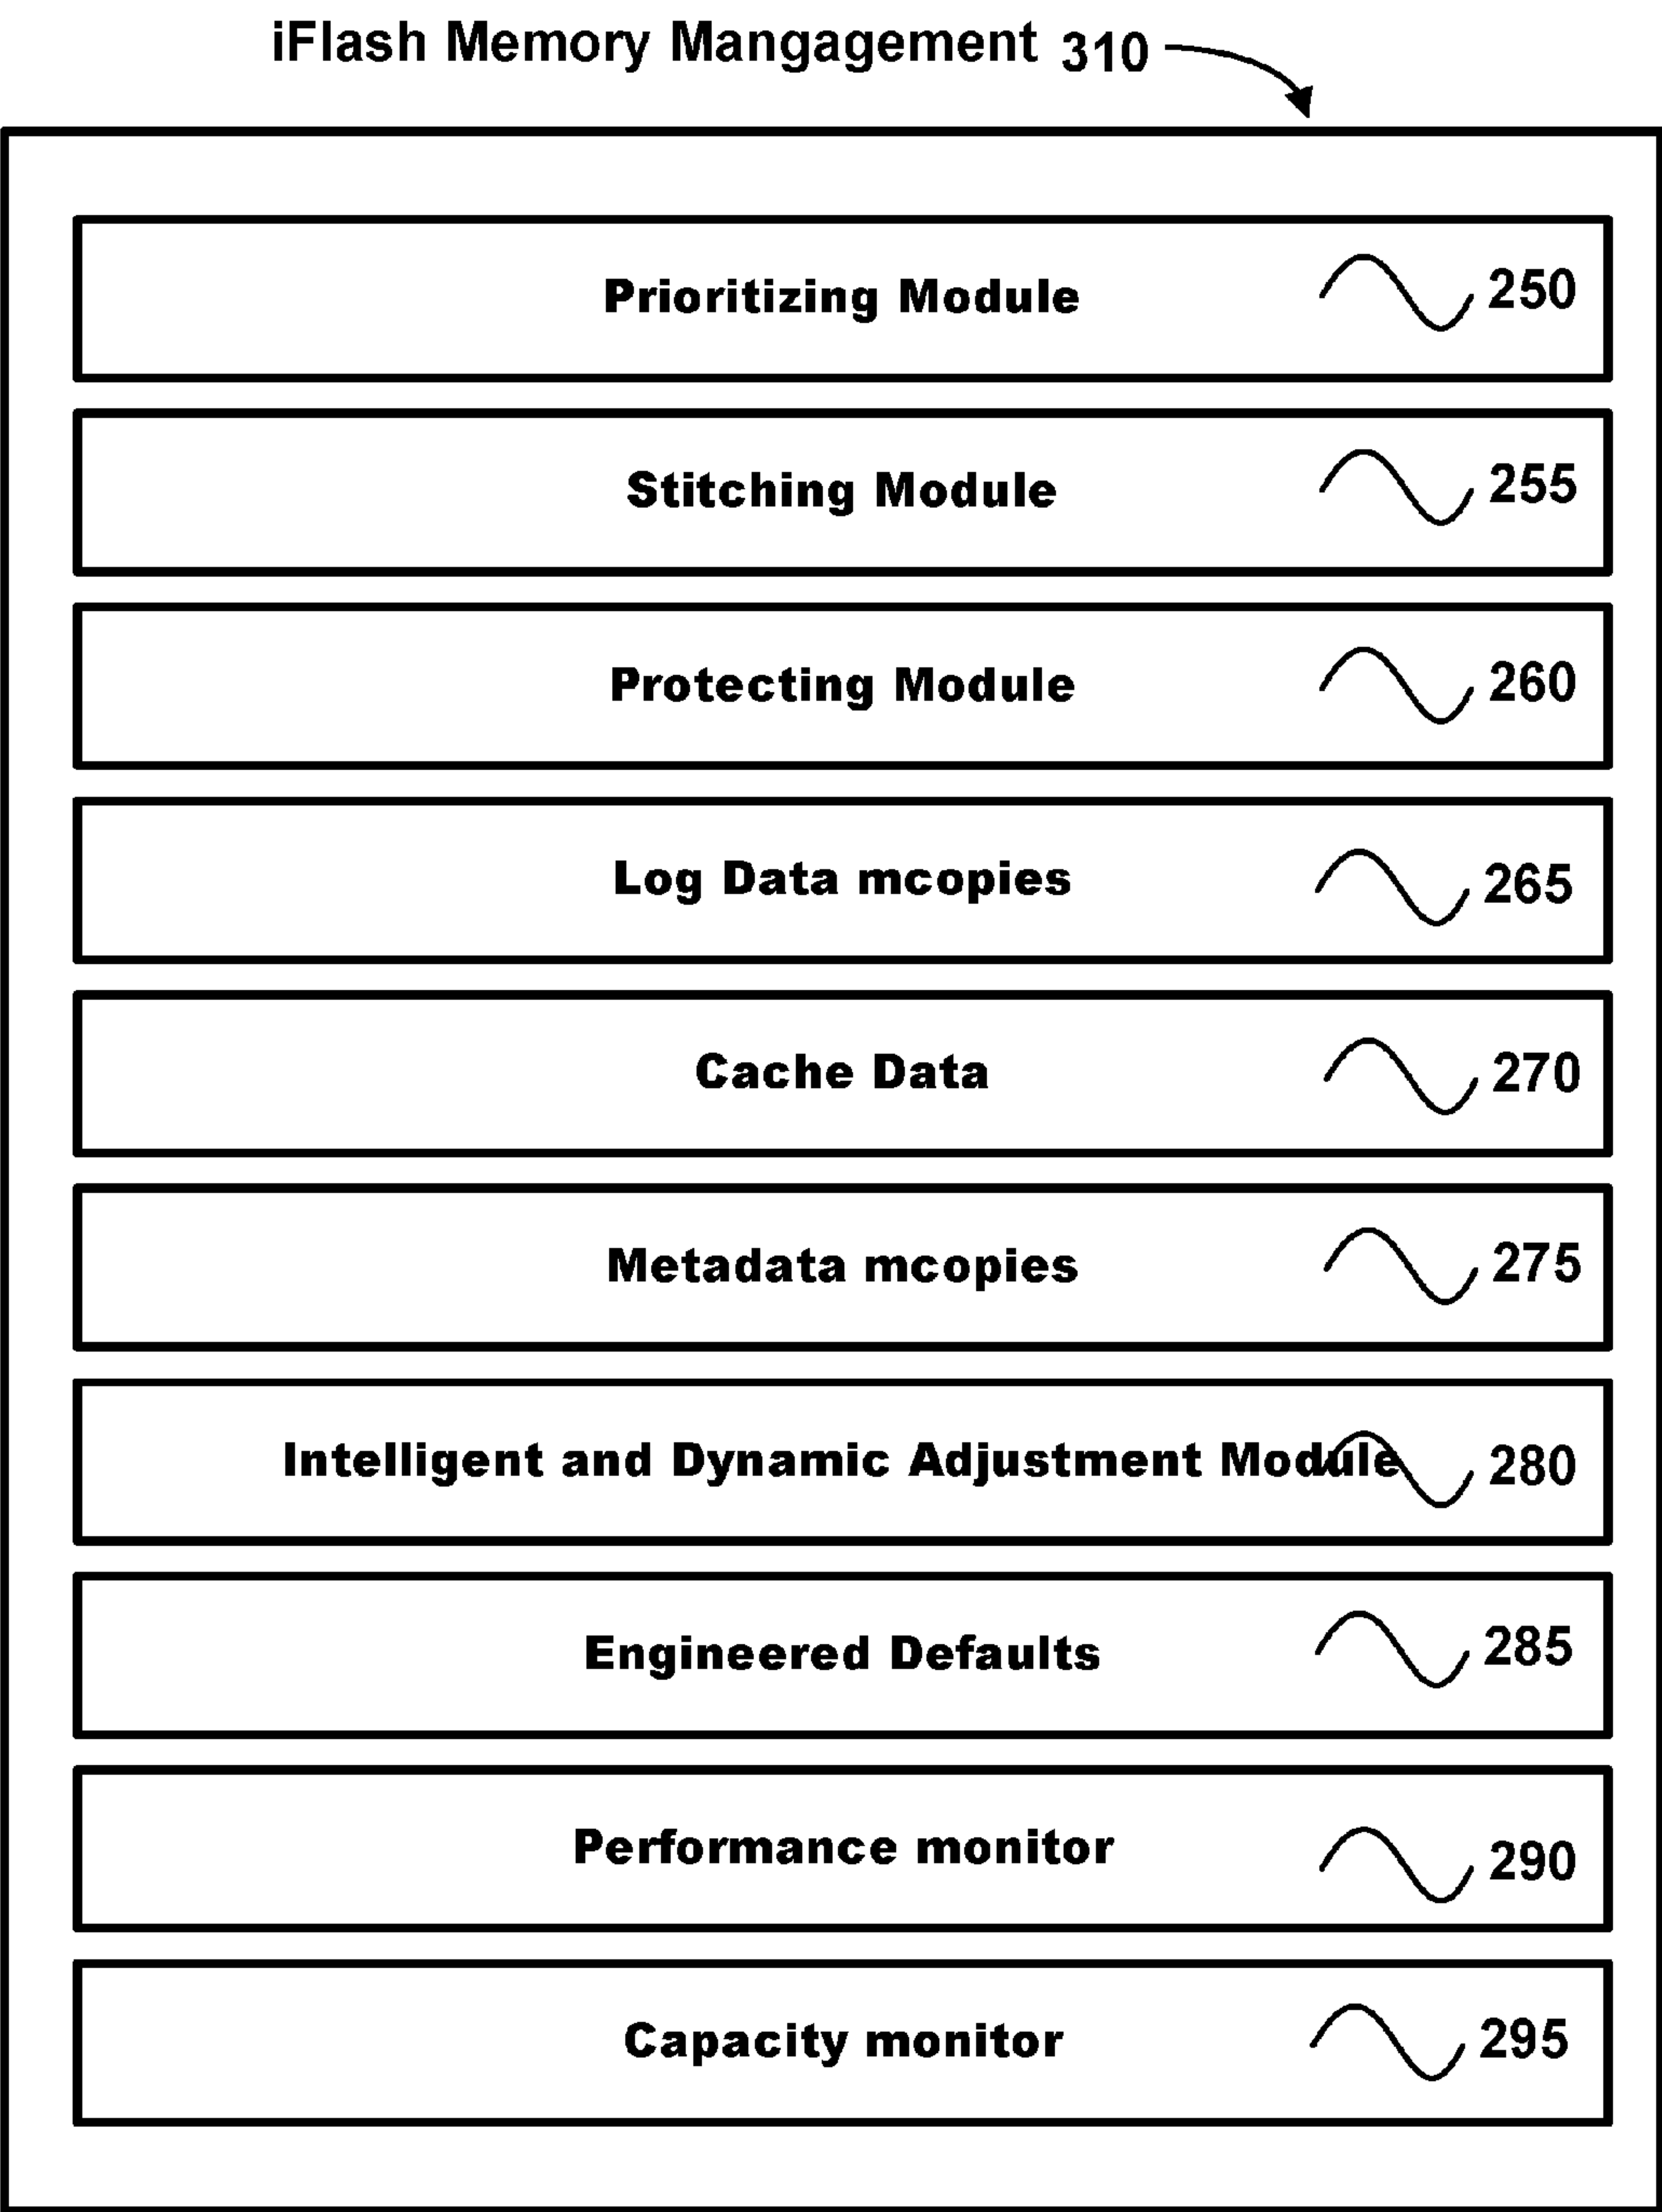 iFlash Memory Mangagement 310
Prioritizing Module 250
Stitching Module 255
Protecting Module 260
Log Data mcopies 265
Cache Data 270
Metadata mcopies 275
Intelligent and Dynamic Adjustment Module 280
Engineered Defaults 285
Performance monitor 290
Capacity monitor 295